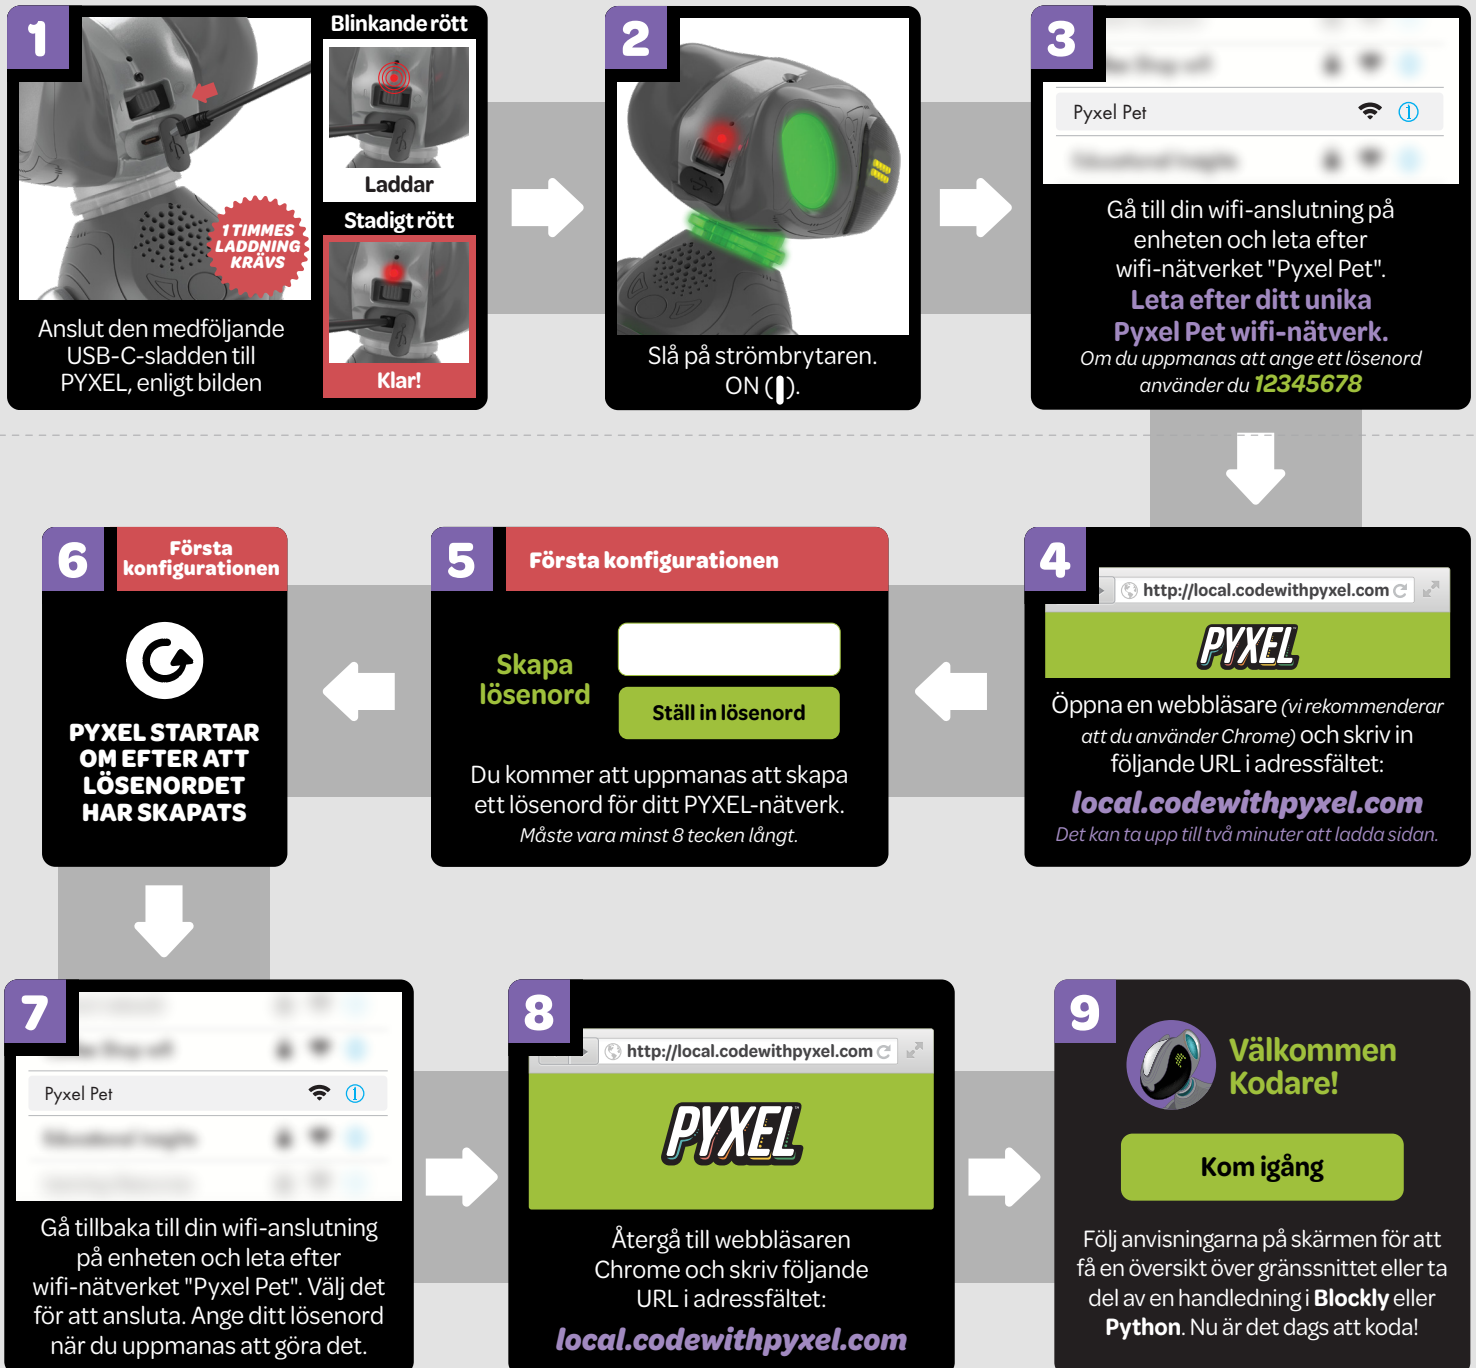 1
Blinkande rött
Laddar
Stadigt rött
Klar!
1 TIMMES
LADDNING
KRÄVS
Anslut den medföljande
USB-C-sladden till
PYXEL, enligt bilden
2
Slå på strömbrytaren.
ON (|).
3
Pyxel Pet
Gå till din wifi-anslutning på
enheten och leta efter
wifi-nätverket "Pyxel Pet".
Leta efter ditt unika
Pyxel Pet wifi-nätverk.
Om du uppmanas att ange ett lösenord
använder du 12345678
4
http://local.codewithpyxel.com
PYXEL
Öppna en webbläsare (vi rekommenderar
att du använder Chrome) och skriv in
följande URL i adressfältet:
local.codewithpyxel.com
Det kan ta upp till två minuter att ladda sidan.
5
Första konfigurationen
Skapa
lösenord
Ställ in lösenord
Du kommer att uppmanas att skapa
ett lösenord för ditt PYXEL-nätverk.
Måste vara minst 8 tecken långt.
6
Första
konfigurationen
PYXEL STARTAR
OM EFTER ATT
LÖSENORDET
HAR SKAPATS
7
Pyxel Pet
Gå tillbaka till din wifi-anslutning
på enheten och leta efter
wifi-nätverket "Pyxel Pet". Välj det
för att ansluta. Ange ditt lösenord
när du uppmanas att göra det.
8
http://local.codewithpyxel.com
PYXEL
Återgå till webbläsaren
Chrome och skriv följande
URL i adressfältet:
local.codewithpyxel.com
9
Välkommen
Kodare!
Kom igång
Följ anvisningarna på skärmen för att
få en översikt över gränssnittet eller ta
del av en handledning i Blockly eller
Python. Nu är det dags att koda!